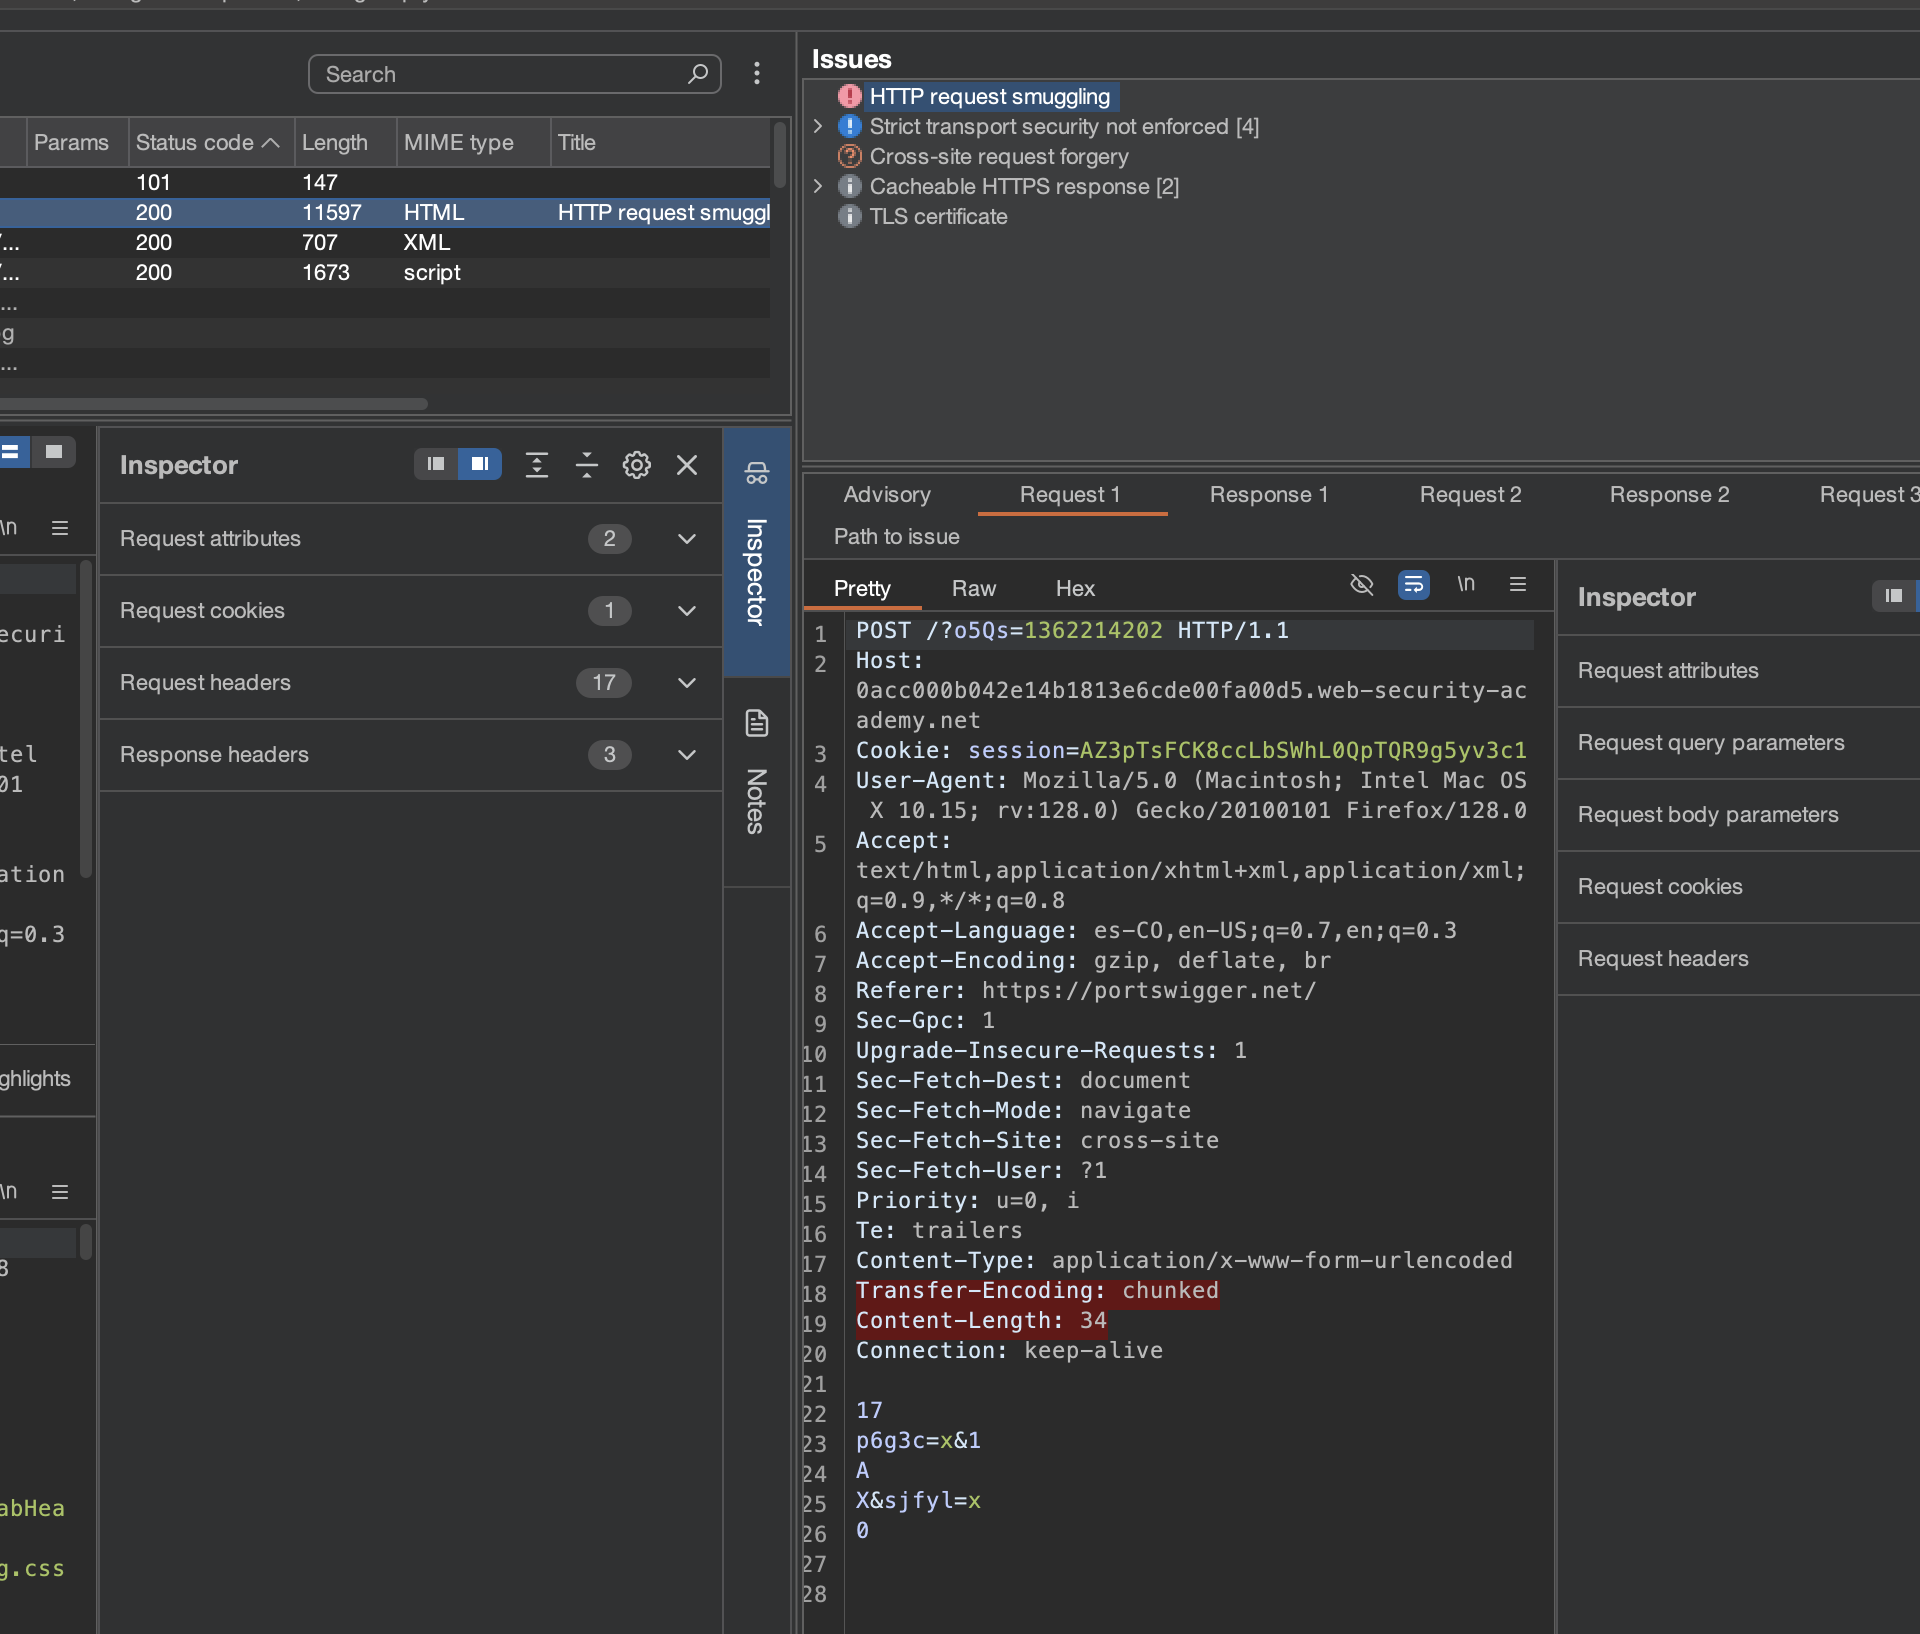 Search
Params Status code Length MIME type Title
101 147
200 11597 HTML HTTP request smuggl
/... 200 707 XML
/... 200 1673 script
...
g
...
\n
ecuri
tel
01
ation
q=0.3
ghlights
\n
8
abHea
g.css
Inspector
Request attributes 2
Request cookies 1
Request headers 17
Response headers 3
Inspector
Notes
Issues
HTTP request smuggling
Strict transport security not enforced [4]
Cross-site request forgery
Cacheable HTTPS response [2]
TLS certificate
Advisory Request 1 Response 1 Request 2 Response 2 Request 3
Path to issue
Pretty Raw Hex \n
1 POST /?o5Qs=1362214202 HTTP/1.1
2 Host:
0acc000b042e14b1813e6cde00fa00d5.web-security-ac
ademy.net
3 Cookie: session=AZ3pTsFCK8ccLbSWhL0QpTQR9g5yv3c1
4 User-Agent: Mozilla/5.0 (Macintosh; Intel Mac OS
X 10.15; rv:128.0) Gecko/20100101 Firefox/128.0
5 Accept:
text/html,application/xhtml+xml,application/xml;
q=0.9,*/*;q=0.8
6 Accept-Language: es-CO,en-US;q=0.7,en;q=0.3
7 Accept-Encoding: gzip, deflate, br
8 Referer: https://portswigger.net/
9 Sec-Gpc: 1
10 Upgrade-Insecure-Requests: 1
11 Sec-Fetch-Dest: document
12 Sec-Fetch-Mode: navigate
13 Sec-Fetch-Site: cross-site
14 Sec-Fetch-User: ?1
15 Priority: u=0, i
16 Te: trailers
17 Content-Type: application/x-www-form-urlencoded
18 Transfer-Encoding: chunked
19 Content-Length: 34
20 Connection: keep-alive
21
22 17
23 p6g3c=x&1
24 A
25 X&sjfyl=x
26 0
27
28
Inspector
Request attributes
Request query parameters
Request body parameters
Request cookies
Request headers